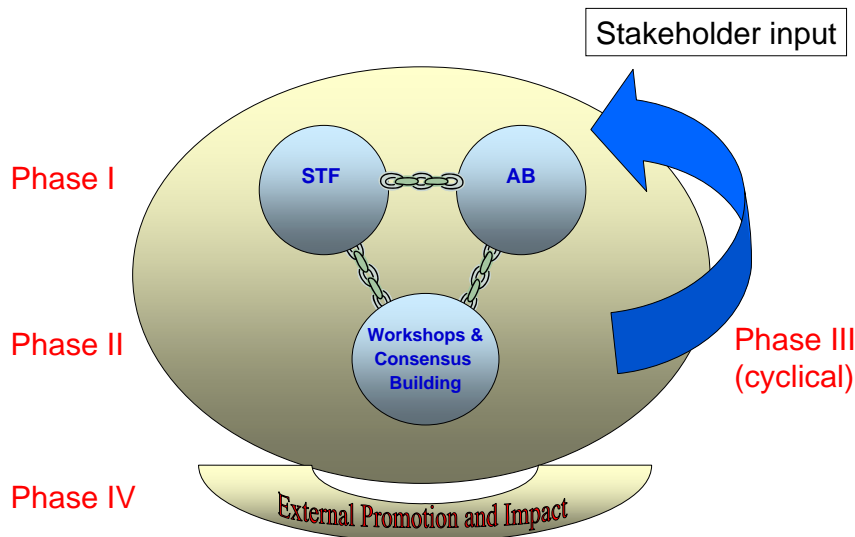 Stakeholder input
Phase I
STF
AB
Phase II
Workshops &
Consensus
Building
Phase III
(cyclical)
Phase IV
External Promotion and Impact